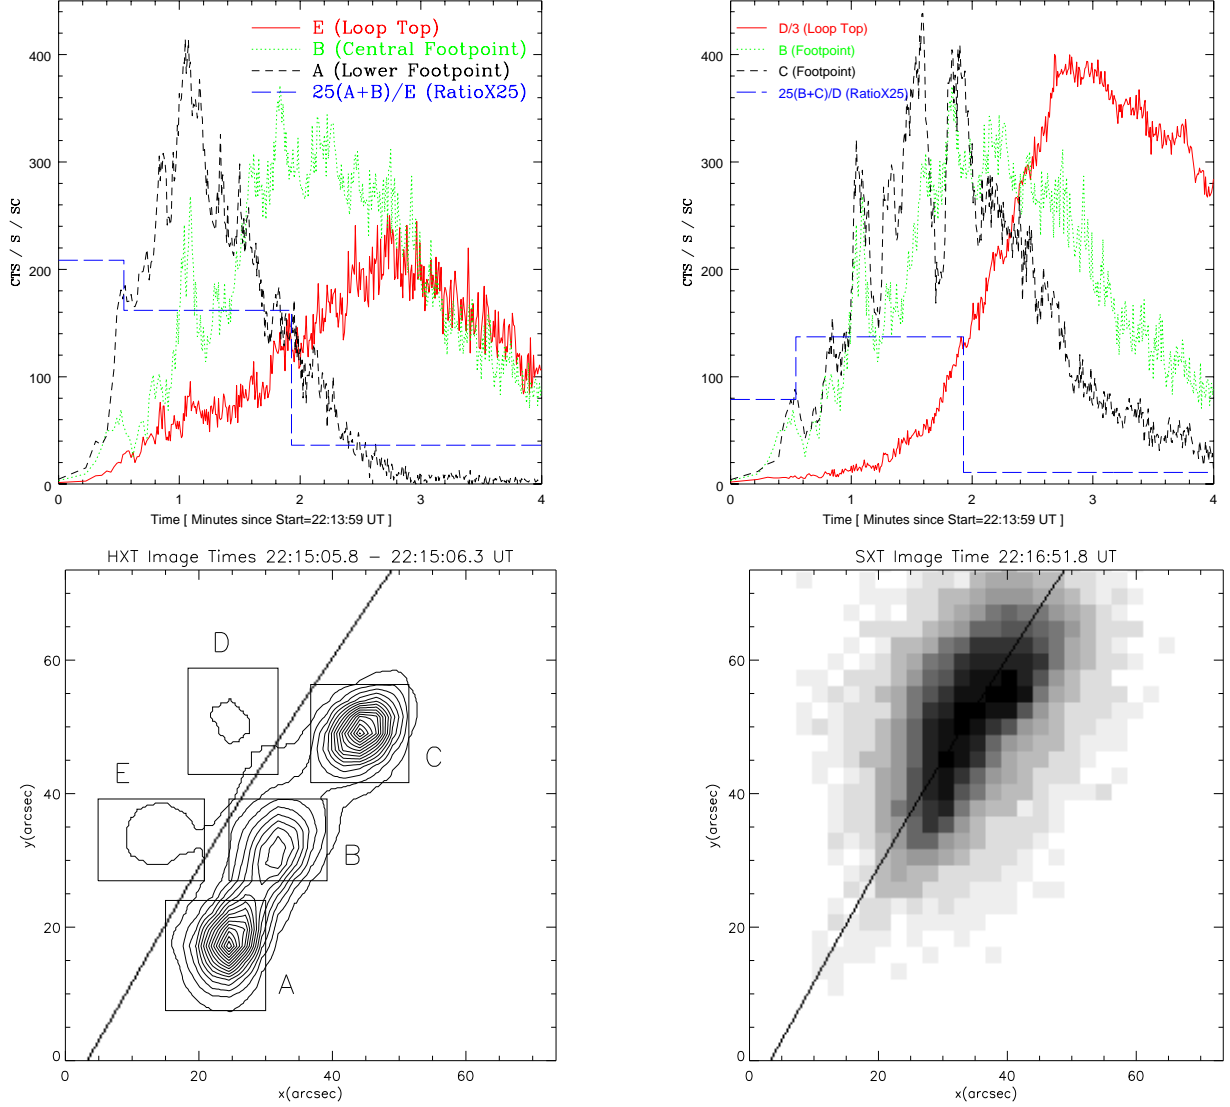 E (Loop Top)
B (Central Footpoint)
A (Lower Footpoint)
25(A+B)/E (RatioX25)
400
300
200
100
0
CTS / s / SC
0 1 2 3 4
Time [ Minutes since Start=22:13:59 UT ]
D/3 (Loop Top)
B (Footpoint)
C (Footpoint)
25(B+C)/D (RatioX25)
400
300
200
100
0
CTS / s / SC
0 1 2 3 4
Time [ Minutes since Start=22:13:59 UT ]
HXT Image Times 22:15:05.8 − 22:15:06.3 UT
D
E
C
B
A
60
40
20
0
y(arcsec)
0 20 40 60
x(arcsec)
SXT Image Time 22:16:51.8 UT
60
40
20
0
y(arcsec)
0 20 40 60
x(arcsec)